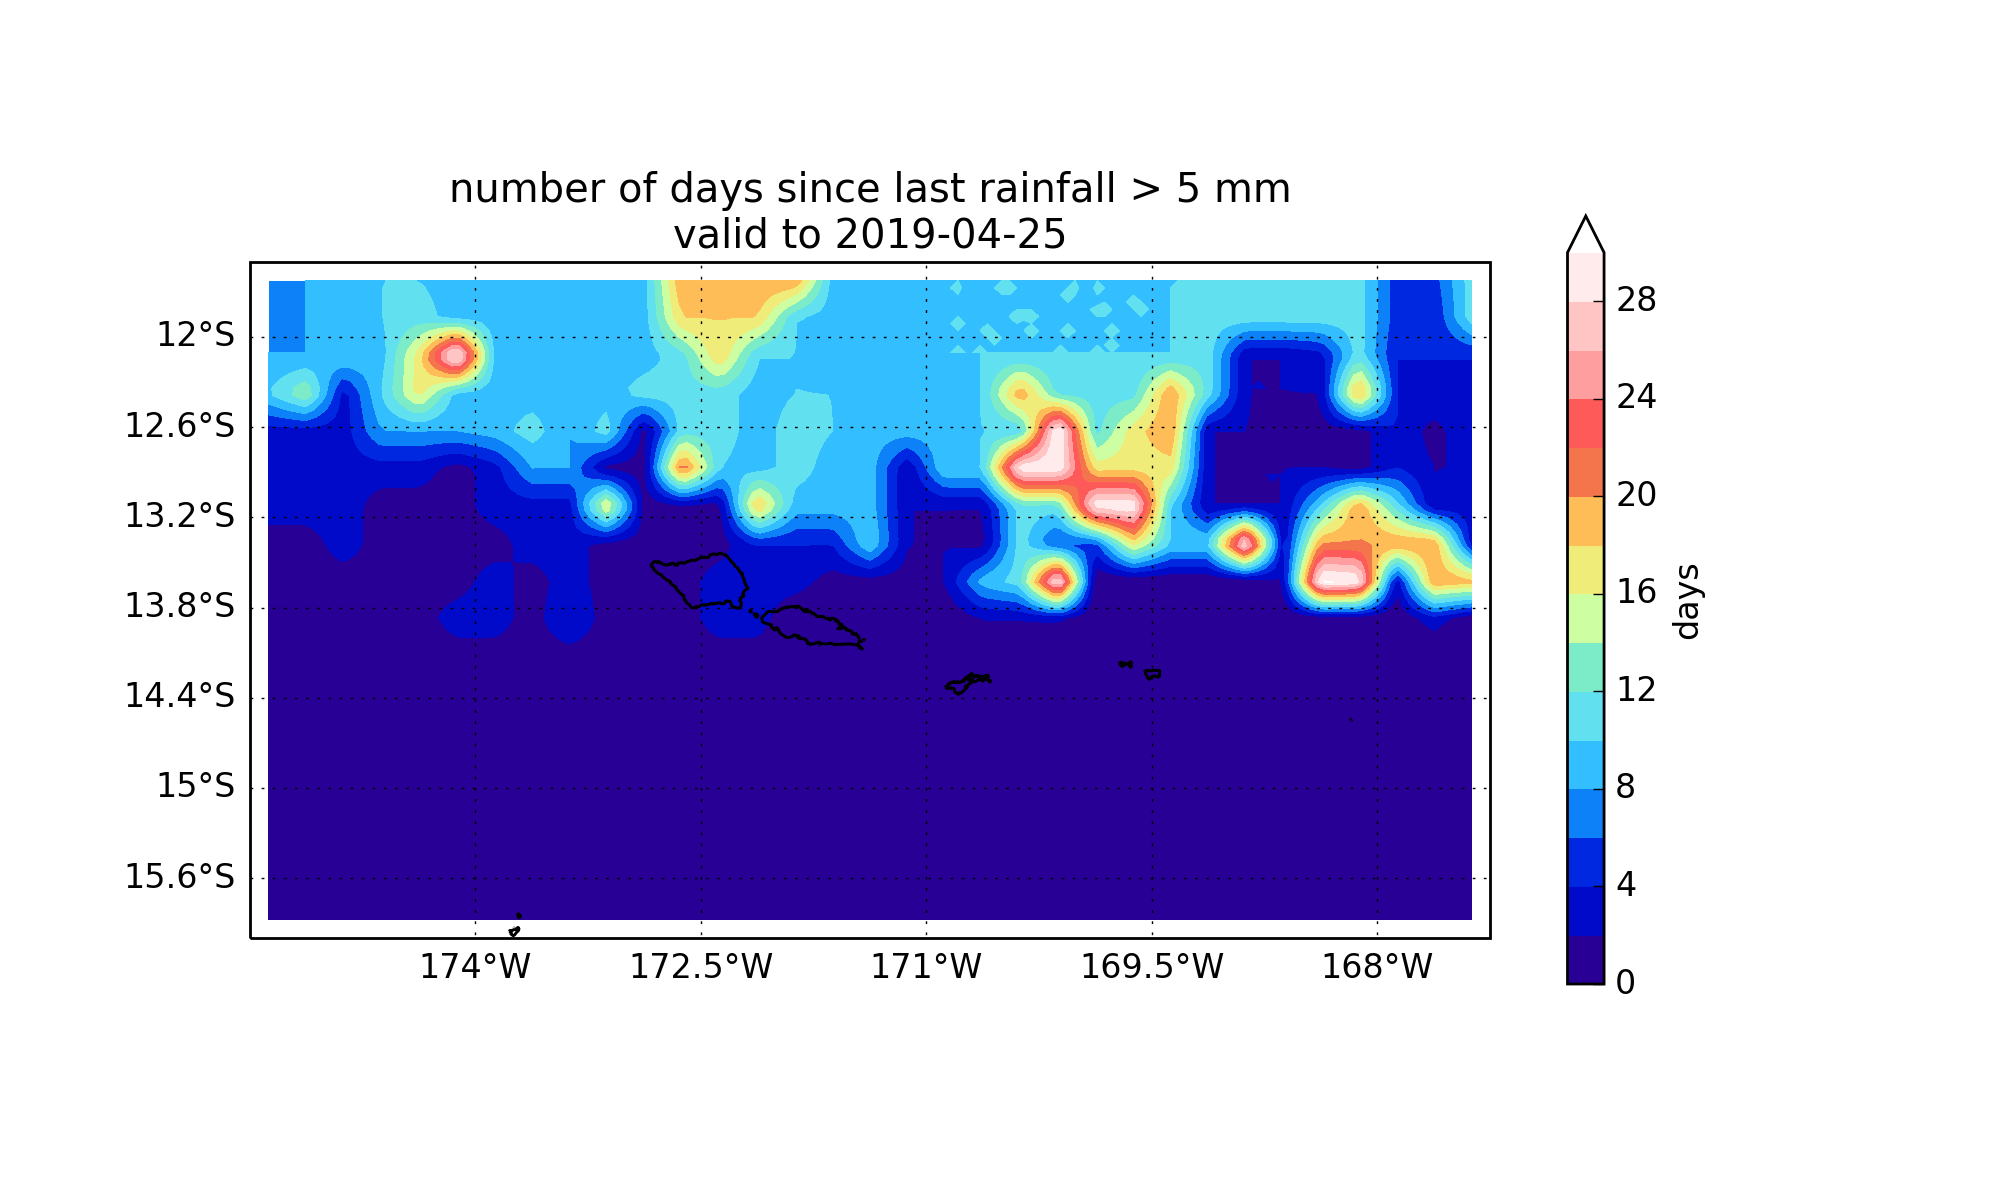 number of days since last rainfall > 5 mm
valid to 2019-04-25
12°S
12.6°S
13.2°S
13.8°S
14.4°S
15°S
15.6°S
174°W
172.5°W
171°W
169.5°W
168°W
28
24
20
16
12
8
4
0
days